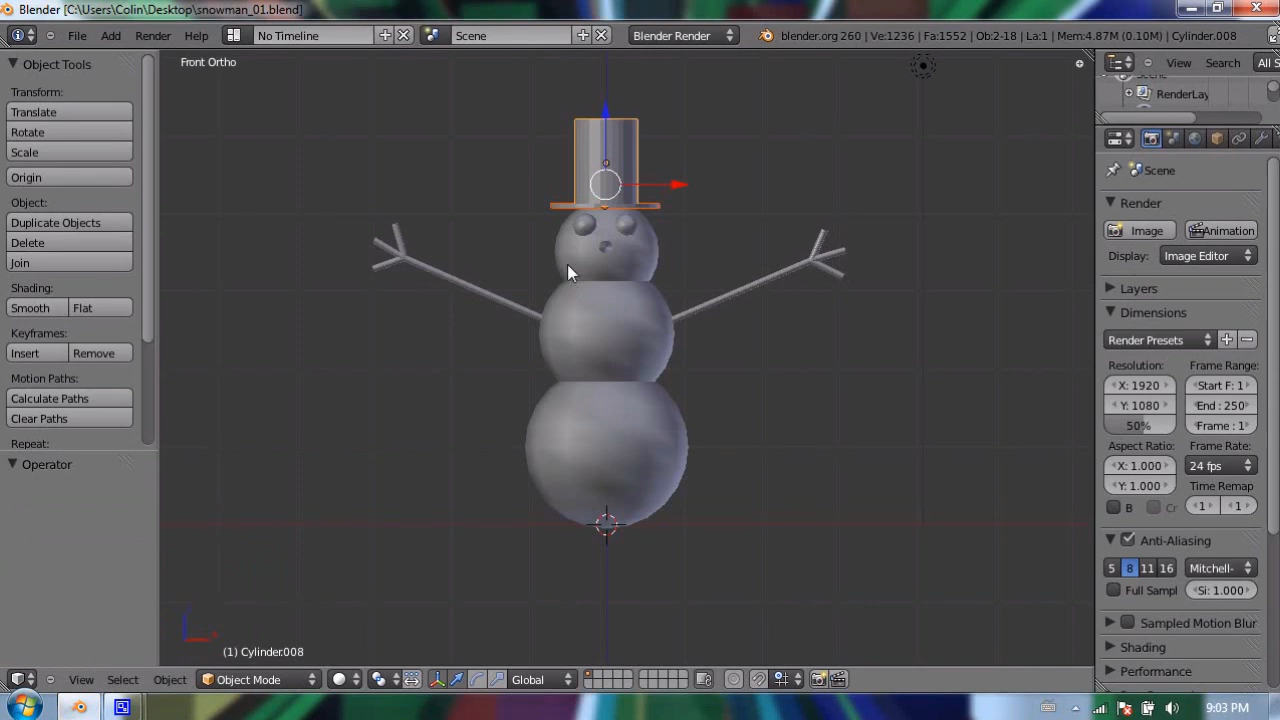 Blender [C:\Users\Colin\Desktop\snowman_01.blend]
File Add Render Help No Timeline Scene Blender Render blender.org 260 | Ve:1236 | Fa:1552 | Ob:2-18 | La:1 | Mem:4.87M (0.10M) | Cylinder.008
Object Tools
Transform:
Translate
Rotate
Scale
Origin
Object:
Duplicate Objects
Delete
Join
Shading:
Smooth Flat
Keyframes:
Insert Remove
Motion Paths:
Calculate Paths
Clear Paths
Repeat:
Operator
Front Ortho
(1) Cylinder.008
View Select Object Object Mode Global
View Search All S
Scene
RenderLay
Scene
Render
Image Animation
Display: Image Editor
Layers
Dimensions
Render Presets
Resolution: Frame Range:
X: 1920 Start F: 1
Y: 1080 End : 250
50% Frame : 1
Aspect Ratio: Frame Rate:
X: 1.000 24 fps
Y: 1.000 Time Remap
B Cr 1 1
Anti-Aliasing
5 8 11 16 Mitchell-
Full Sampl Si: 1.000
Sampled Motion Blur
Shading
Performance
9:03 PM